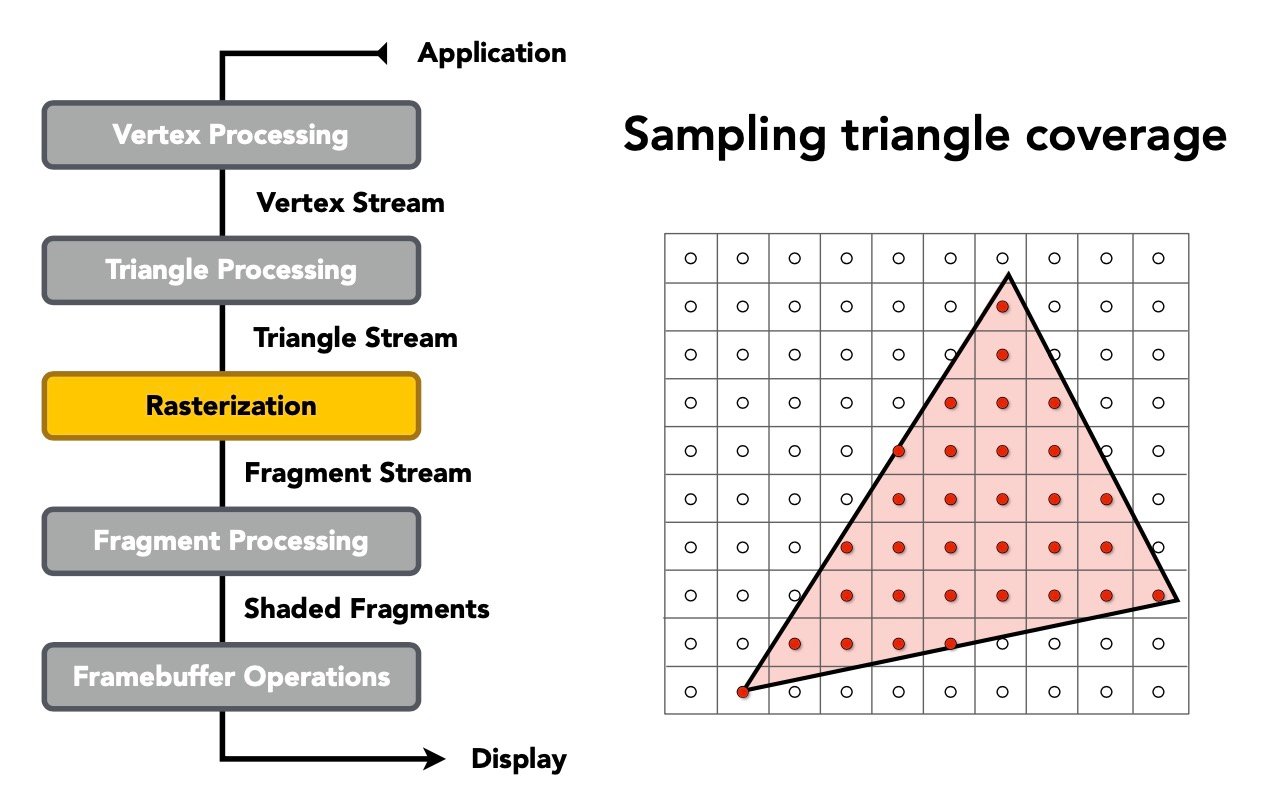 Application
Vertex Processing
Vertex Stream
Triangle Processing
Triangle Stream
Rasterization
Fragment Stream
Fragment Processing
Shaded Fragments
Framebuffer Operations
Display
Sampling triangle coverage